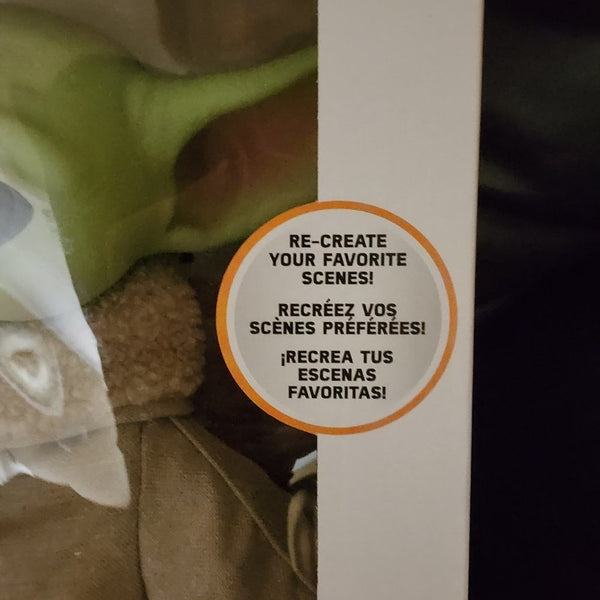 RE-CREATE
YOUR FAVORITE
SCENES!
RECRÉEZ VOS
SCÈNES PRÉFÉRÉES!
¡RECREA TUS
ESCENAS
FAVORITAS!